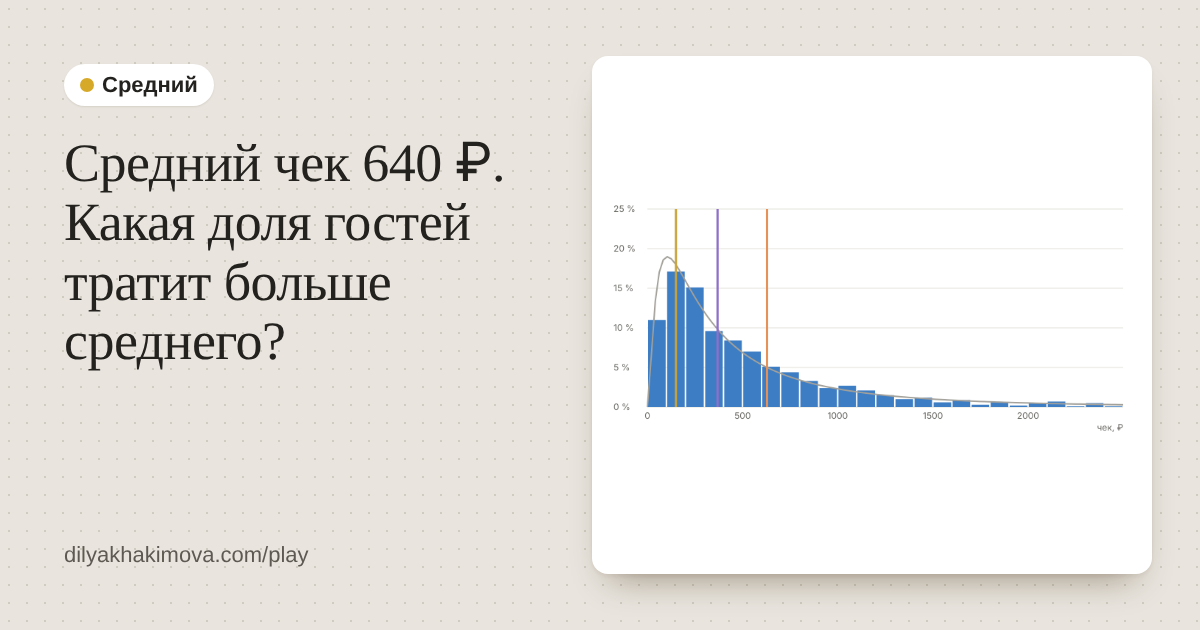 Средний
Средний чек 640 ₽.
Какая доля гостей
тратит больше
среднего?
dilyakhakimova.com/play
25 %
20 %
15 %
10 %
5 %
0 %
0 500 1000 1500 2000
чек, ₽